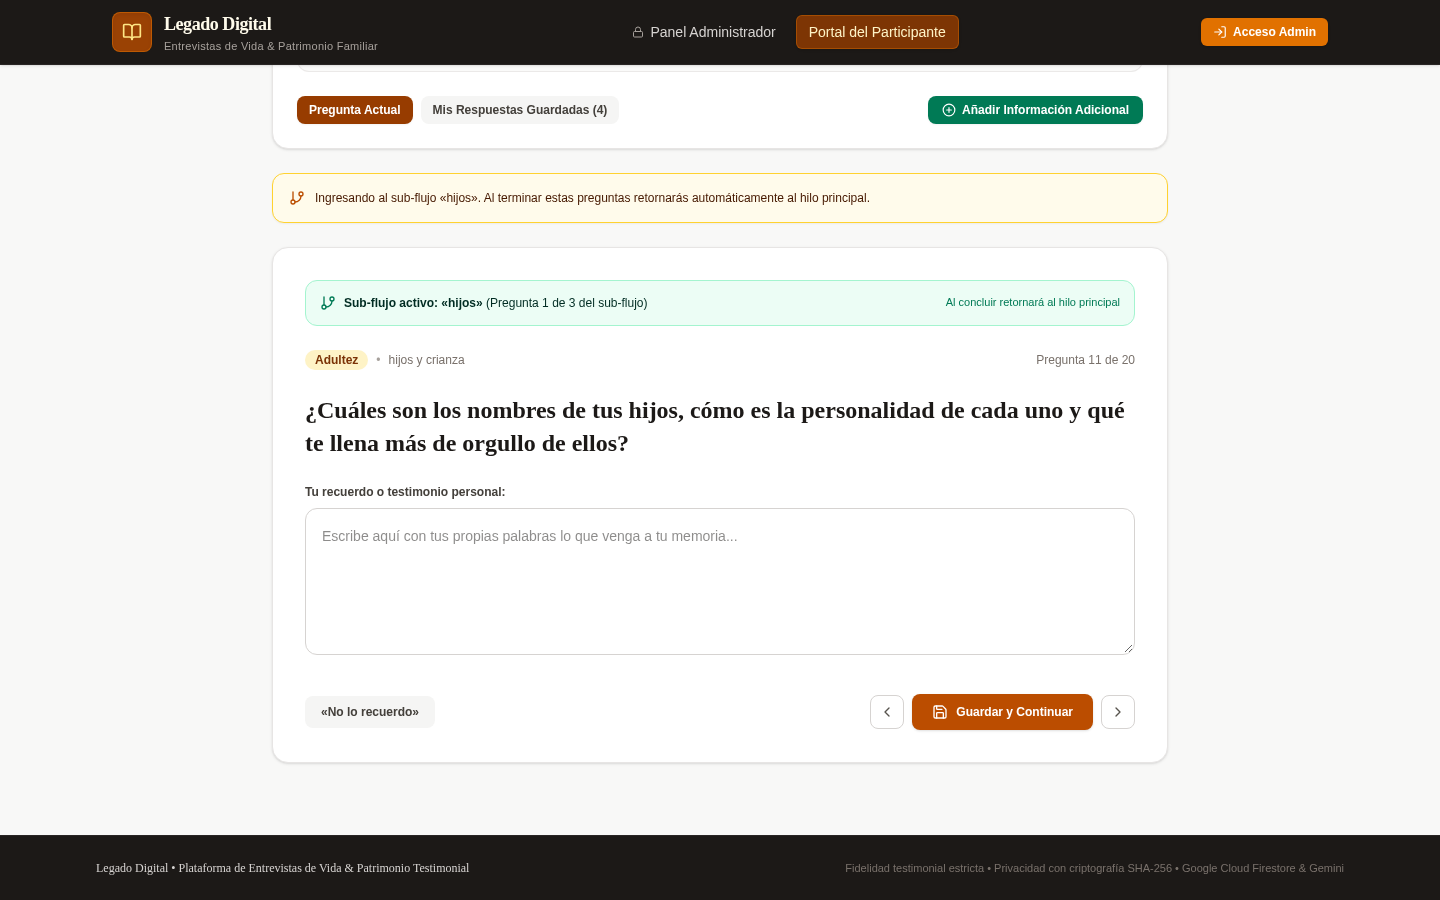 Legado Digital
Entrevistas de Vida & Patrimonio Familiar
Panel Administrador
Portal del Participante
Acceso Admin
Pregunta Actual
Mis Respuestas Guardadas (4)
Añadir Información Adicional
Ingresando al sub-flujo «hijos». Al terminar estas preguntas retornarás automáticamente al hilo principal.
Sub-flujo activo: «hijos» (Pregunta 1 de 3 del sub-flujo)
Al concluir retornará al hilo principal
Adultez • hijos y crianza
Pregunta 11 de 20
¿Cuáles son los nombres de tus hijos, cómo es la personalidad de cada uno y qué
te llena más de orgullo de ellos?
Tu recuerdo o testimonio personal:
Escribe aquí con tus propias palabras lo que venga a tu memoria...
«No lo recuerdo»
Guardar y Continuar
Legado Digital • Plataforma de Entrevistas de Vida & Patrimonio Testimonial
Fidelidad testimonial estricta • Privacidad con criptografía SHA-256 • Google Cloud Firestore & Gemini